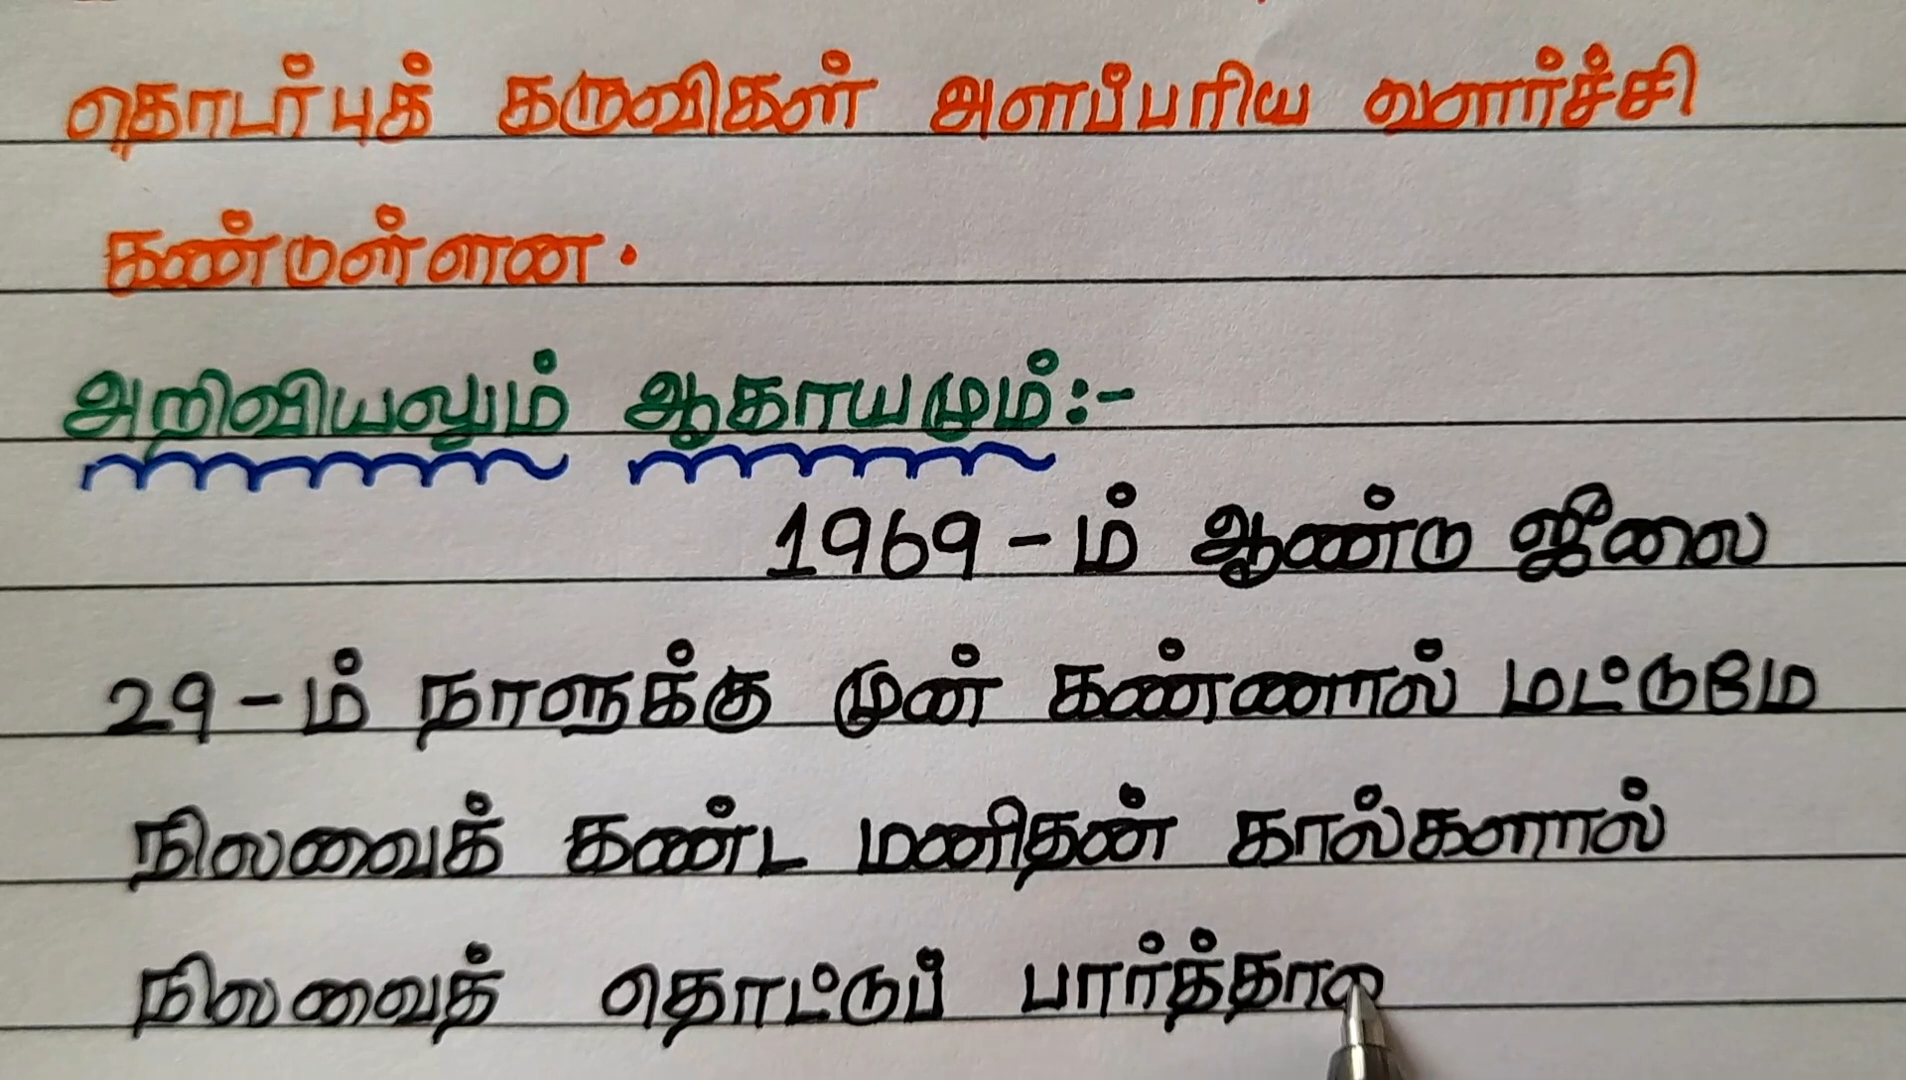 தொடர்புக் கருவிகள் அளப்பரிய வளர்ச்சி
கண்டுள்ளன.
அறிவியலும் ஆகாயமும்:-
1969-ம் ஆண்டு ஜீலை
29-ம் நாளுக்கு முன் கண்ணால் மட்டுமே
நிலவைக் கண்ட மனிதன் கால்களால்
நிலவைத் தொட்டுப் பார்த்தான